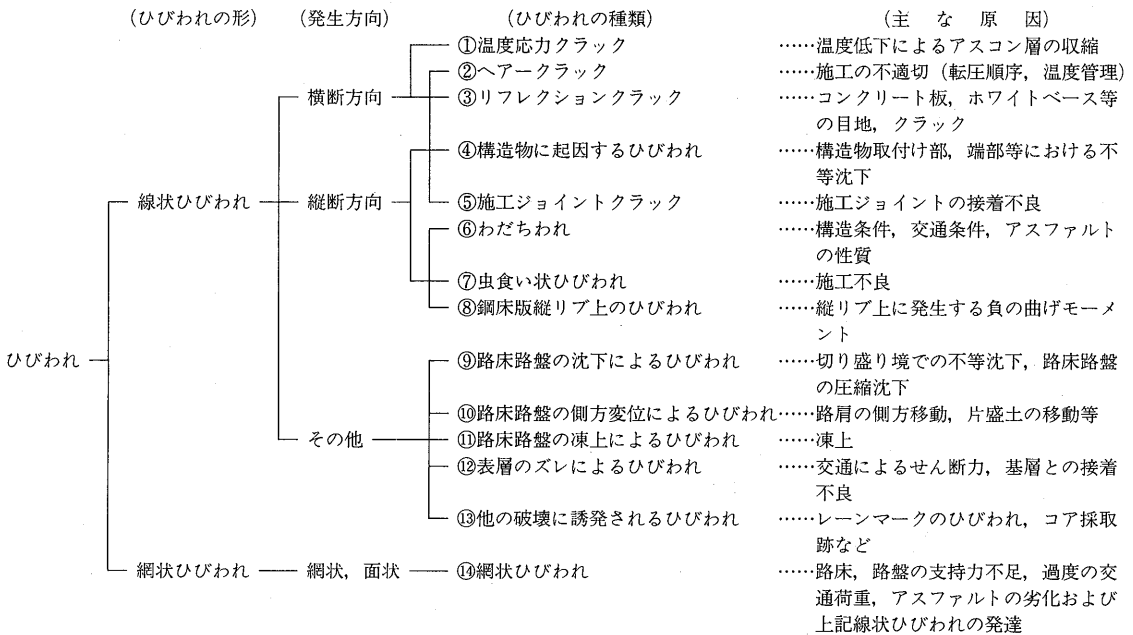 (ひびわれの形) (発生方向) (ひびわれの種類) (主な原因)
①温度応力クラック ……温度低下によるアスコン層の収縮
②ヘアークラック ……施工の不適切 (転圧順序, 温度管理)
横断方向 ③リフレクションクラック ……コンクリート板, ホワイトベース等
の目地, クラック
④構造物に起因するひびわれ ……構造物取付け部, 端部等における不
等沈下
線状ひびわれ 縦断方向 ⑤施工ジョイントクラック ……施工ジョイントの接着不良
⑥わだちわれ ……構造条件, 交通条件, アスファルト
の性質
⑦虫食い状ひびわれ ……施工不良
⑧鋼床版縦リブ上のひびわれ ……縦リブ上に発生する負の曲げモーメ
ント
ひびわれ ⑨路床路盤の沈下によるひびわれ ……切り盛り境での不等沈下, 路床路盤
の圧縮沈下
⑩路床路盤の側方変位によるひびわれ……路肩の側方移動, 片盛土の移動等
その他 ⑪路床路盤の凍上によるひびわれ ……凍上
⑫表層のズレによるひびわれ ……交通によるせん断力, 基層との接着
不良
⑬他の破壊に誘発されるひびわれ ……レーンマークのひびわれ, コア採取
跡など
網状ひびわれ 網状, 面状 ⑭網状ひびわれ ……路床, 路盤の支持力不足, 過度の交
通荷重, アスファルトの劣化および
上記線状ひびわれの発達